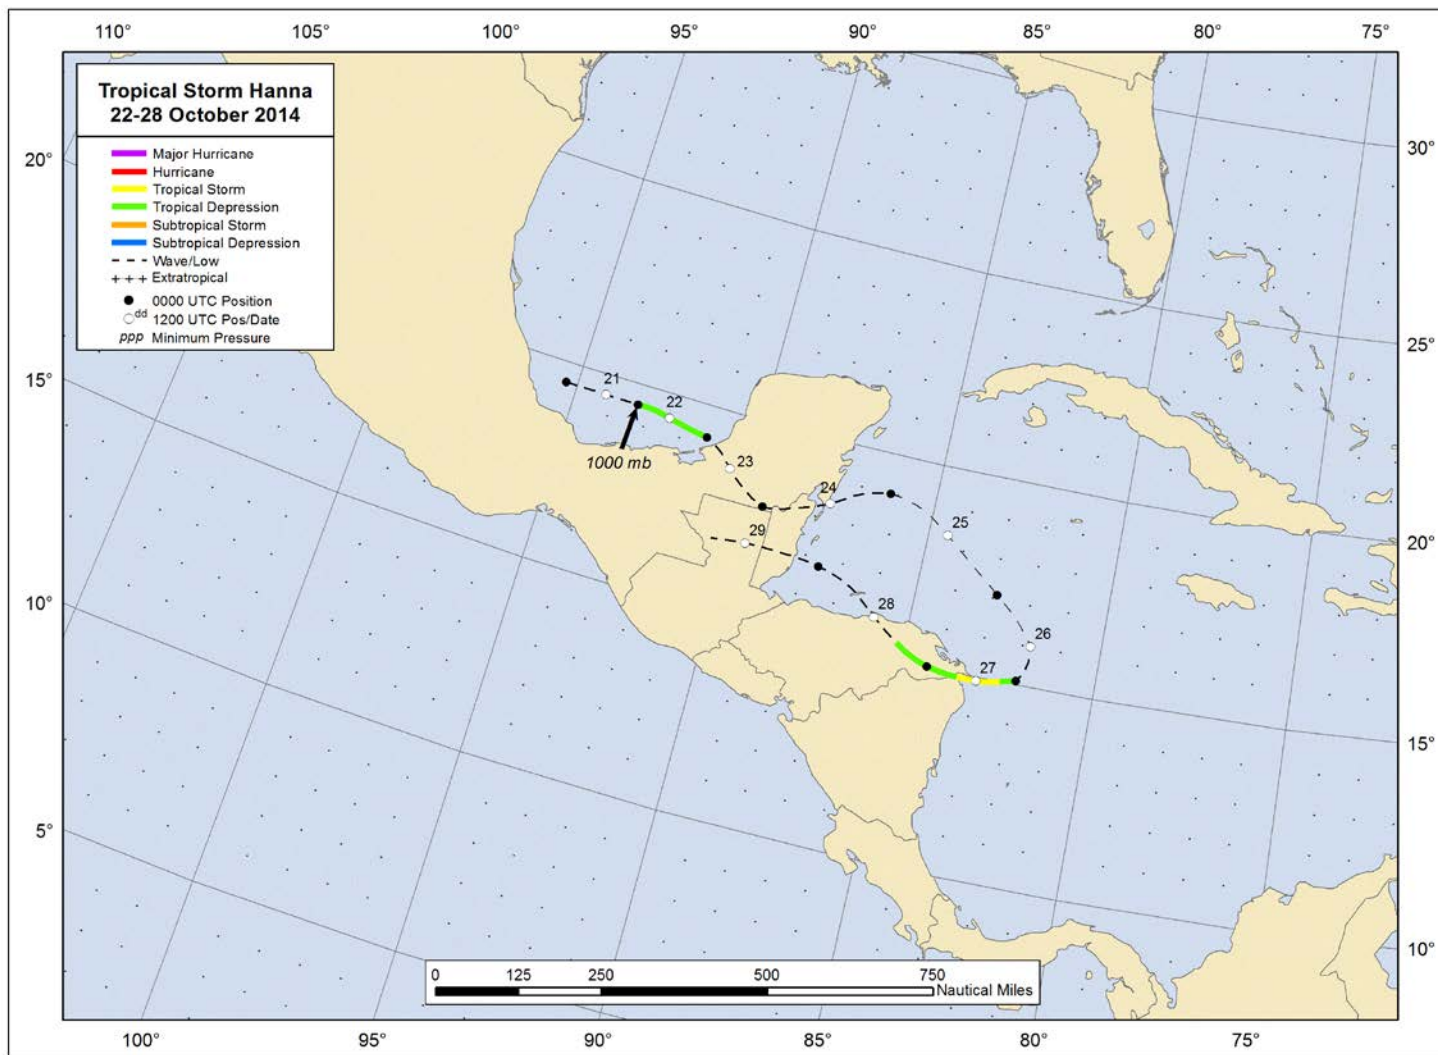 110°
105°
100°
95°
90°
85°
80°
75°
Tropical Storm Hanna
22-28 October 2014
Major Hurricane
Hurricane
Tropical Storm
Tropical Depression
Subtropical Storm
Subtropical Depression
Wave/Low
+++ Extratropical
0000 UTC Position
dd 1200 UTC Pos/Date
ppp Minimum Pressure
20°
15°
10°
5°
30°
25°
20°
15°
10°
21
22
1000 mb
23
24
25
29
28
26
27
0 125 250 500 750
Nautical Miles
100°
95°
90°
85°
80°
75°